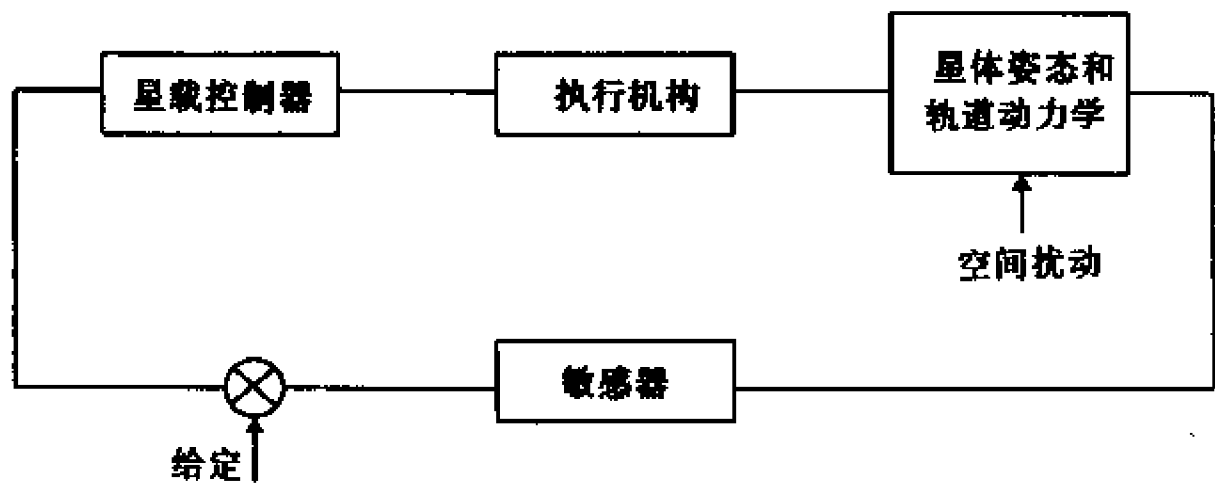 星载控制器
执行机构
星体姿态和
轨道动力学
空间扰动
敏感器
给定